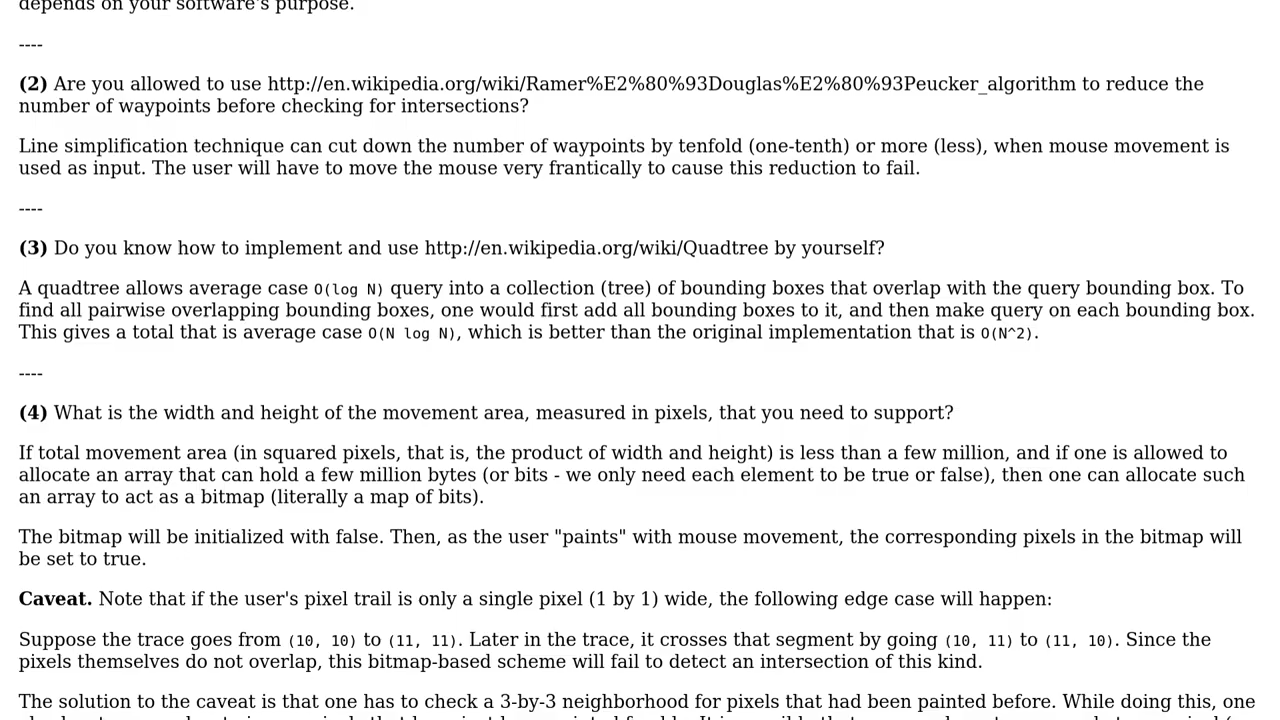 depends on your software's purpose.
----
(2) Are you allowed to use http://en.wikipedia.org/wiki/Ramer%E2%80%93Douglas%E2%80%93Peucker_algorithm to reduce the
number of waypoints before checking for intersections?
Line simplification technique can cut down the number of waypoints by tenfold (one-tenth) or more (less), when mouse movement is
used as input. The user will have to move the mouse very frantically to cause this reduction to fail.
----
(3) Do you know how to implement and use http://en.wikipedia.org/wiki/Quadtree by yourself?
A quadtree allows average case O(log N) query into a collection (tree) of bounding boxes that overlap with the query bounding box. To
find all pairwise overlapping bounding boxes, one would first add all bounding boxes to it, and then make query on each bounding box.
This gives a total that is average case O(N log N), which is better than the original implementation that is O(N^2).
----
(4) What is the width and height of the movement area, measured in pixels, that you need to support?
If total movement area (in squared pixels, that is, the product of width and height) is less than a few million, and if one is allowed to
allocate an array that can hold a few million bytes (or bits - we only need each element to be true or false), then one can allocate such
an array to act as a bitmap (literally a map of bits).
The bitmap will be initialized with false. Then, as the user "paints" with mouse movement, the corresponding pixels in the bitmap will
be set to true.
Caveat. Note that if the user's pixel trail is only a single pixel (1 by 1) wide, the following edge case will happen:
Suppose the trace goes from (10, 10) to (11, 11). Later in the trace, it crosses that segment by going (10, 11) to (11, 10). Since the
pixels themselves do not overlap, this bitmap-based scheme will fail to detect an intersection of this kind.
The solution to the caveat is that one has to check a 3-by-3 neighborhood for pixels that had been painted before. While doing this, one